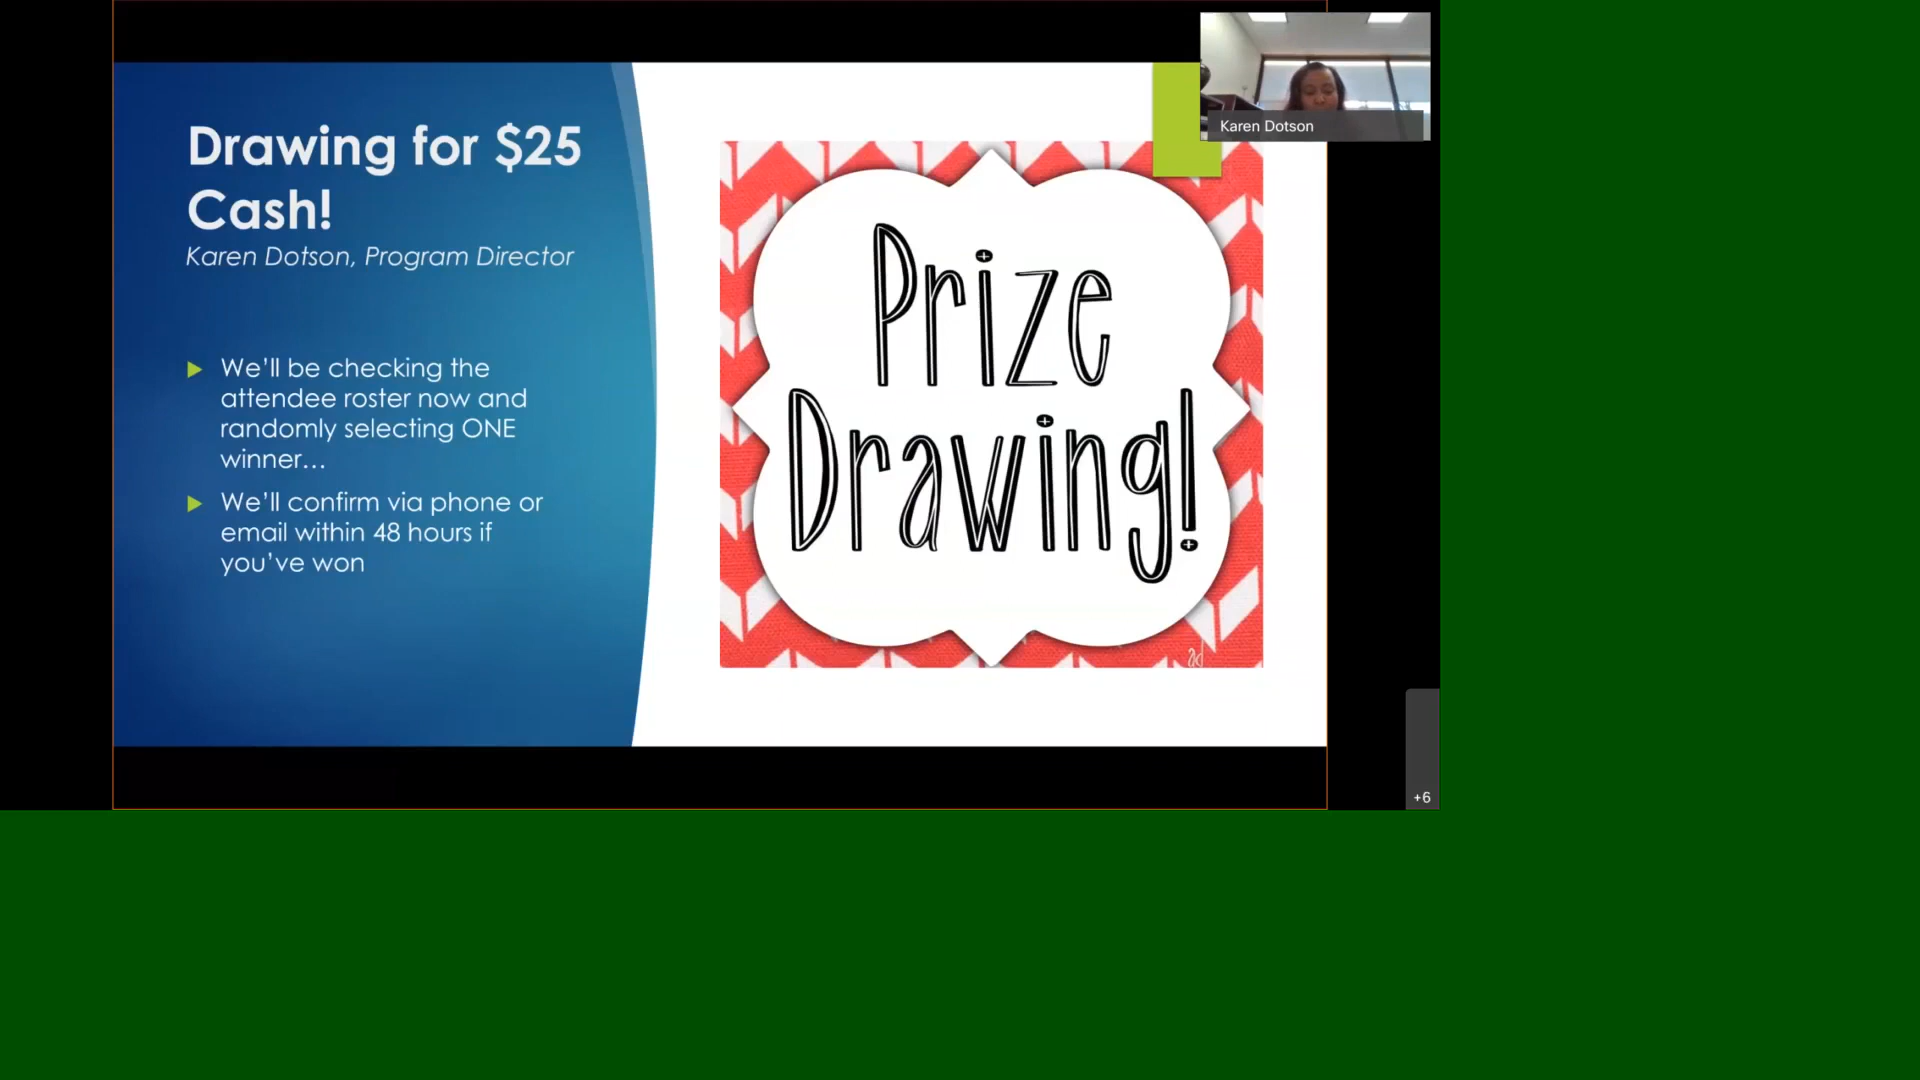 Drawing for $25
Cash!
Karen Dotson, Program Director
We’ll be checking the
attendee roster now and
randomly selecting ONE
winner…
We’ll confirm via phone or
email within 48 hours if
you’ve won
Prize
Drawing!
ad
Karen Dotson
+6